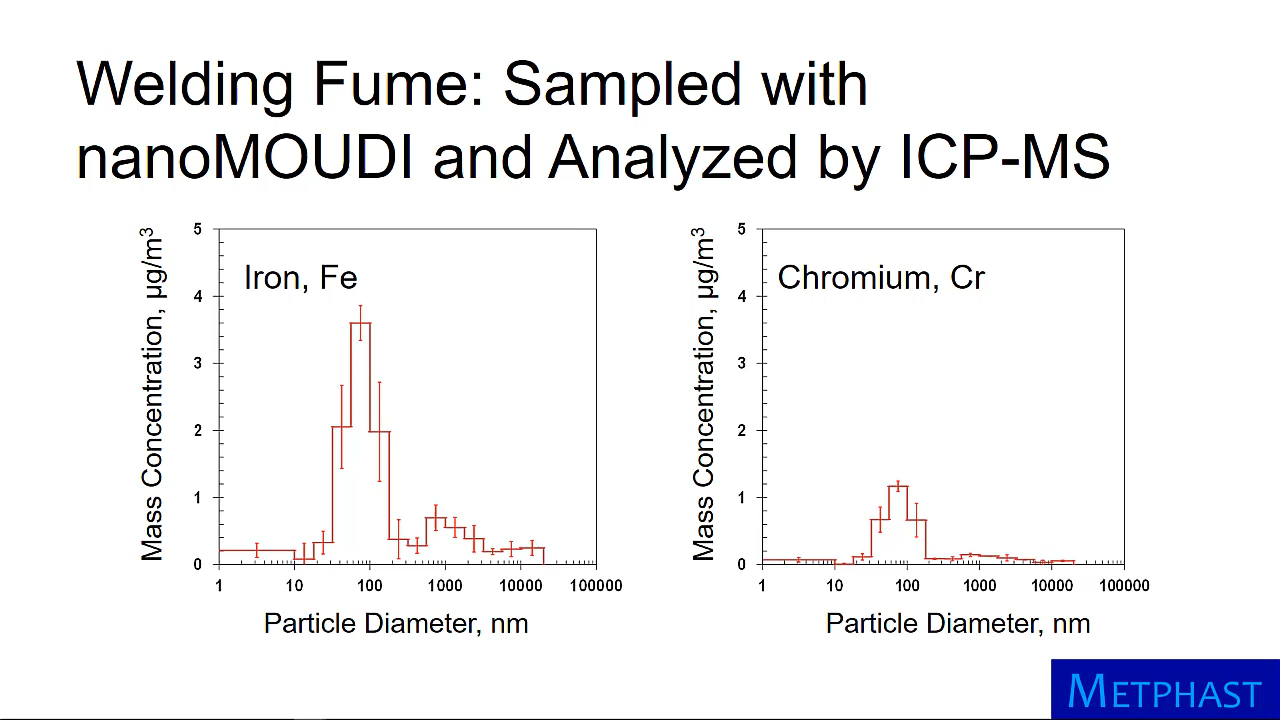 Welding Fume: Sampled with
nanoMOUDI and Analyzed by ICP-MS
Mass Concentration, µg/m³
5
4
3
2
1
0
Iron, Fe
1 10 100 1000 10000 100000
Particle Diameter, nm
Mass Concentration, µg/m³
5
4
3
2
1
0
Chromium, Cr
1 10 100 1000 10000 100000
Particle Diameter, nm
METPHAST